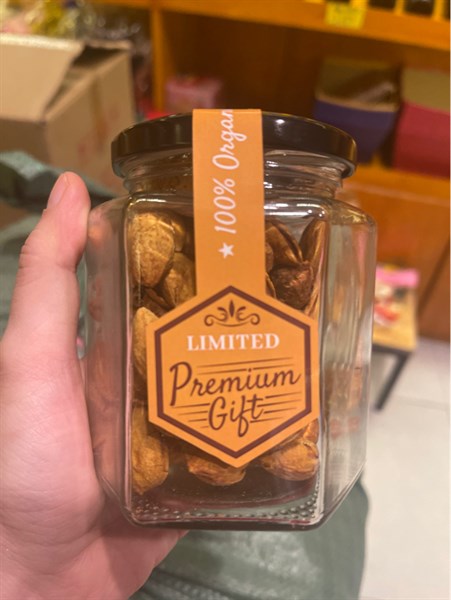 100% Organ
LIMITED
Premium
Gift